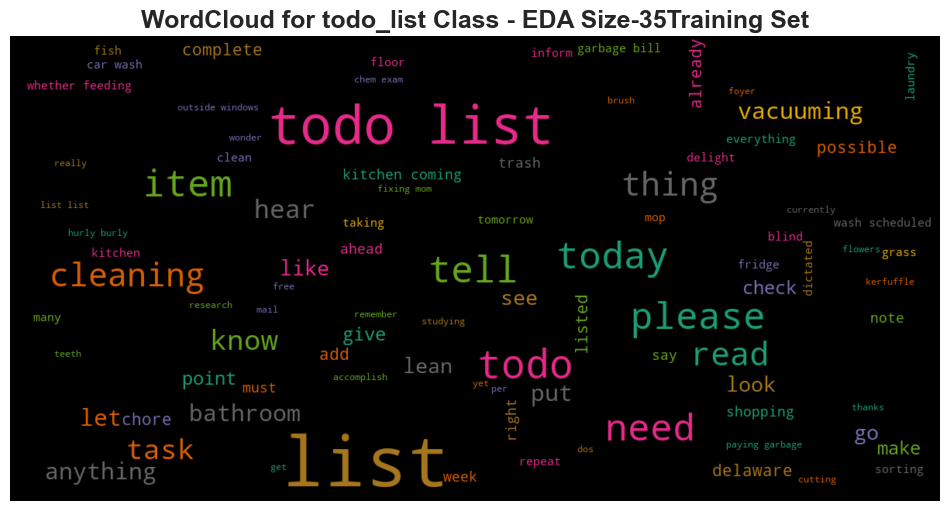 WordCloud for todo_list Class - EDA Size-35Training Set
fish
complete
inform
garbage bill
already
laundry
car wash
floor
whether feeding
chem exam
foyer
brush
outside windows
todo list
vacuuming
wonder
everything
possible
really
clean
trash
delight
item
kitchen coming
thing
fixing mom
list list
hear
taking
tomorrow
mop
currently
wash scheduled
hurly burly
kitchen
ahead
blind
flowers
grass
cleaning
like
tell
today
fridge
dictated
kerfuffle
free
see
check
research
mail
remember
listed
please
note
many
studying
know
give
teeth
add
lean
todo
say
read
point
must
accomplish
yet
per
put
look
let
chore
bathroom
right
need
shopping
thanks
task
list
dos
paying garbage
go
make
anything
get
week
repeat
delaware
cutting
sorting